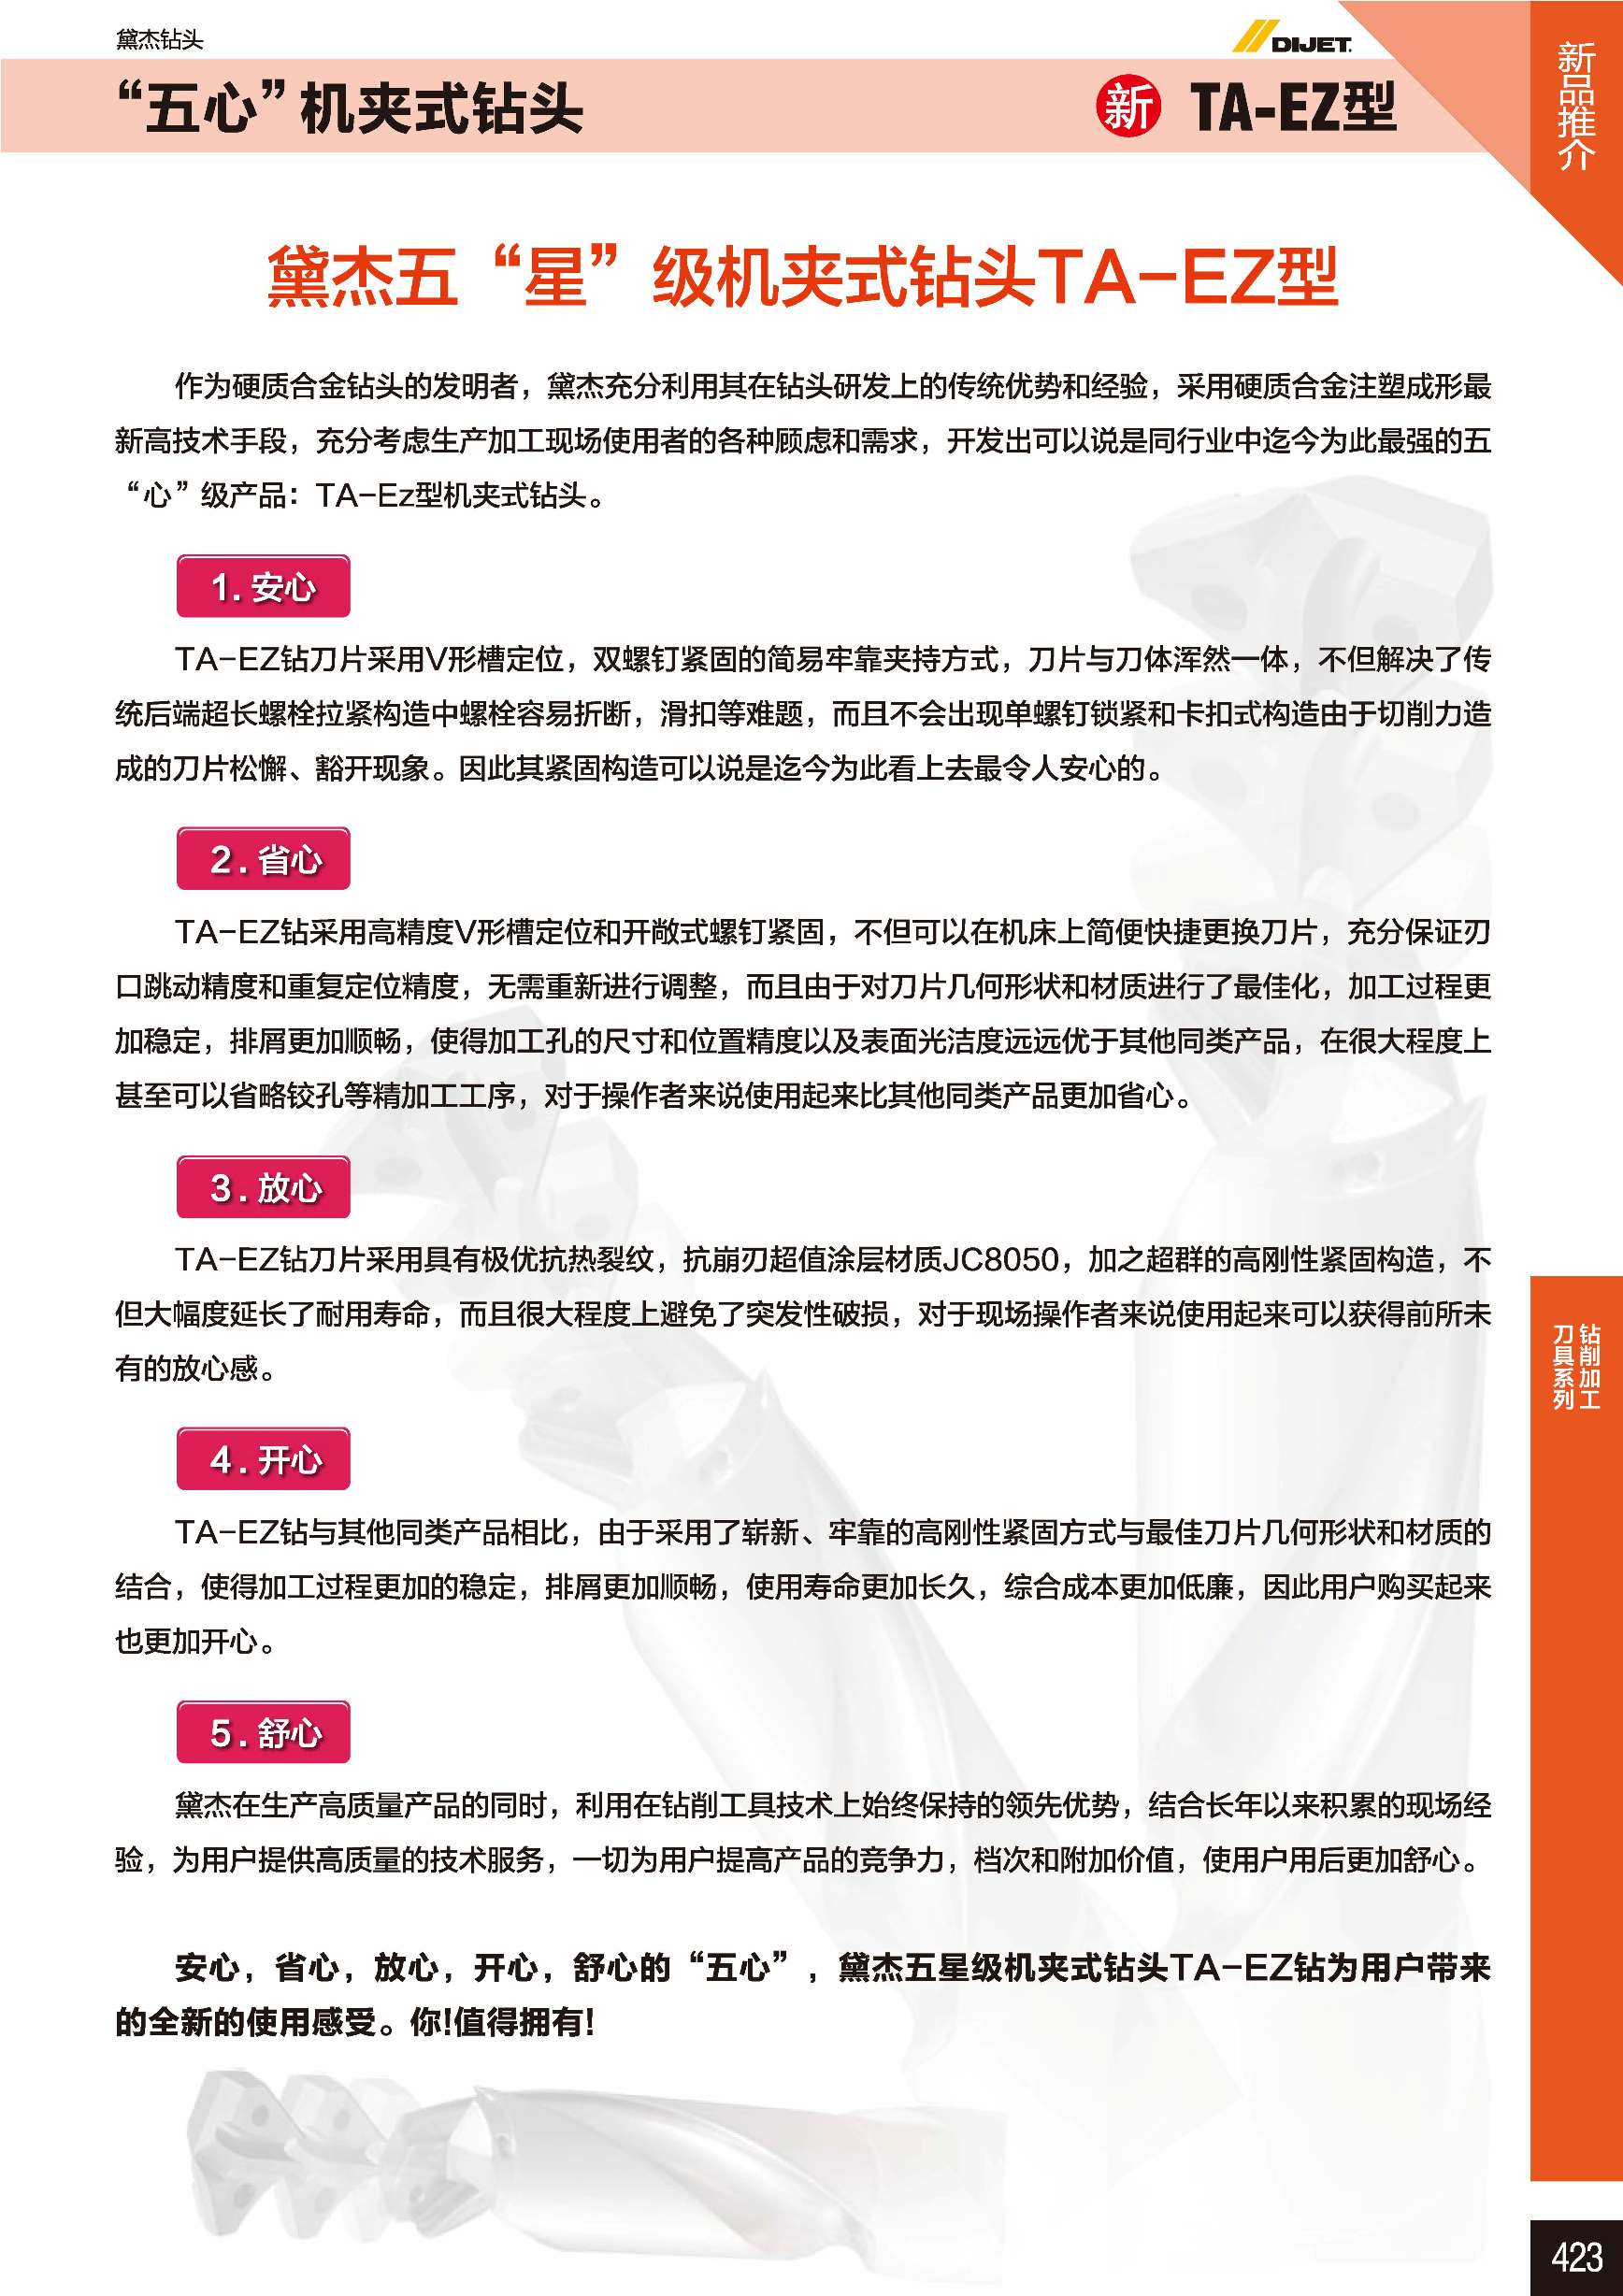 黛杰钻头
DIJET
“五心”机夹式钻头
新 TA-EZ型
新品推介
黛杰五“星”级机夹式钻头TA-EZ型
作为硬质合金钻头的发明者，黛杰充分利用其在钻头研发上的传统优势和经验，采用硬质合金注塑成形最
新高技术手段，充分考虑生产加工现场使用者的各种顾虑和需求，开发出可以说是同行业中迄今为此最强的五
“心”级产品：TA-Ez型机夹式钻头。
1. 安心
TA-EZ钻刀片采用V形槽定位，双螺钉紧固的简易牢靠夹持方式，刀片与刀体浑然一体，不但解决了传
统后端超长螺栓拉紧构造中螺栓容易折断，滑扣等难题，而且不会出现单螺钉锁紧和卡扣式构造由于切削力造
成的刀片松懈、豁开现象。因此其紧固构造可以说是迄今为此看上去最令人安心的。
2. 省心
TA-EZ钻采用高精度V形槽定位和开敞式螺钉紧固，不但可以在机床上简便快捷更换刀片，充分保证刃
口跳动精度和重复定位精度，无需重新进行调整，而且由于对刀片几何形状和材质进行了最佳化，加工过程更
加稳定，排屑更加顺畅，使得加工孔的尺寸和位置精度以及表面光洁度远远优于其他同类产品，在很大程度上
甚至可以省略铰孔等精加工工序，对于操作者来说使用起来比其他同类产品更加省心。
3. 放心
TA-EZ钻刀片采用具有极优抗热裂纹，抗崩刃超值涂层材质JC8050，加之超群的高刚性紧固构造，不
但大幅度延长了耐用寿命，而且很大程度上避免了突发性破损，对于现场操作者来说使用起来可以获得前所未
有的放心感。
4. 开心
TA-EZ钻与其他同类产品相比，由于采用了崭新、牢靠的高刚性紧固方式与最佳刀片几何形状和材质的
结合，使得加工过程更加的稳定，排屑更加顺畅，使用寿命更加长久，综合成本更加低廉，因此用户购买起来
也更加开心。
5. 舒心
黛杰在生产高质量产品的同时，利用在钻削工具技术上始终保持的领先优势，结合长年以来积累的现场经
验，为用户提供高质量的技术服务，一切为用户提高产品的竞争力，档次和附加价值，使用户用后更加舒心。
安心，省心，放心，开心，舒心的“五心”，黛杰五星级机夹式钻头TA-EZ钻为用户带来
的全新的使用感受。你!值得拥有!
钻削加工
刀具系列
423